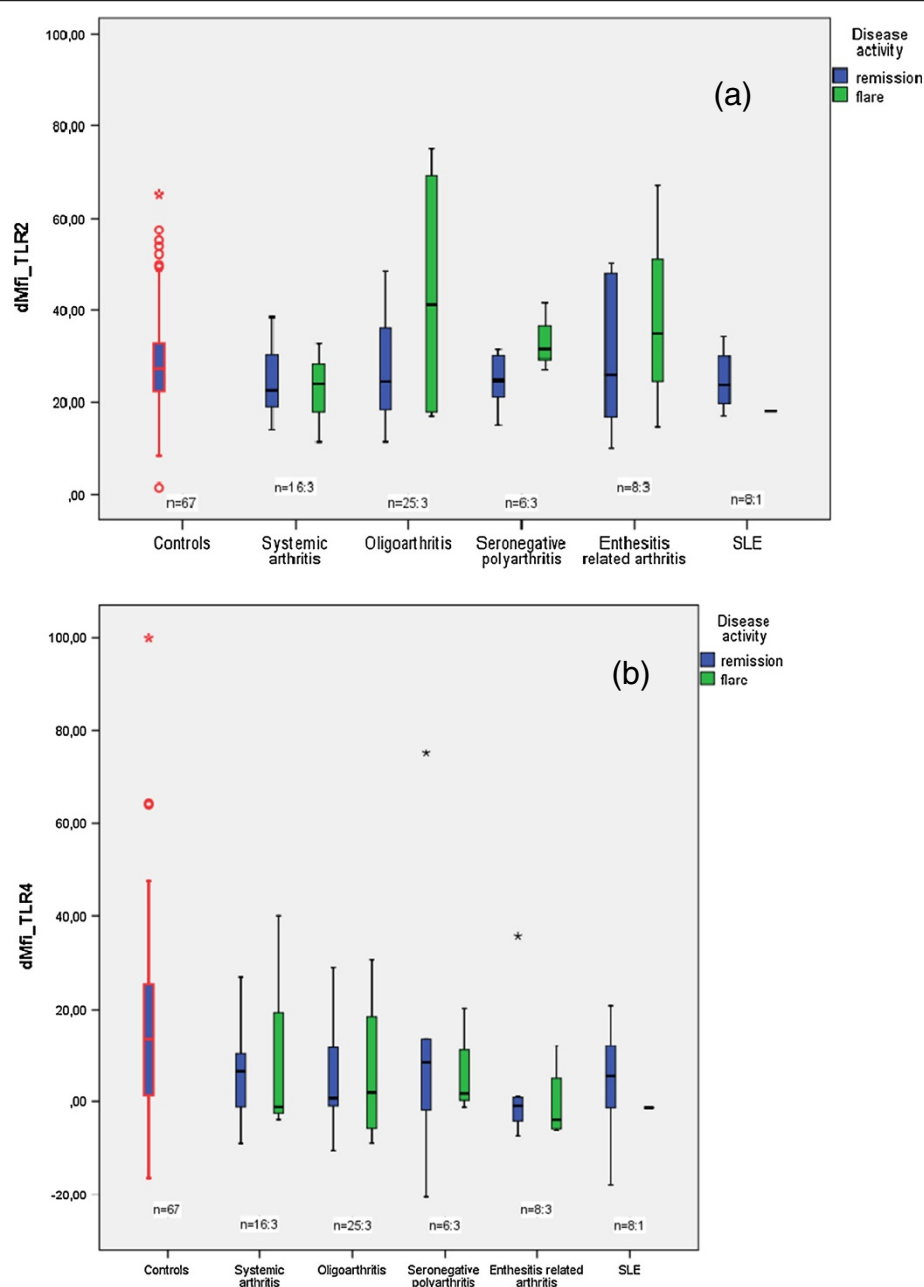 Disease
activity
remission
flare
(a)
100,00
80,00
60,00
40,00
20,00
,00
dMfi_TLR2
n=67
n=16:3
n=25:3
n=6:3
n=8:3
n=8:1
Controls
Systemic
arthritis
Oligoarthritis
Seronegative
polyarthritis
Enthesitis
related arthritis
SLE
Disease
activity
remission
flare
(b)
100,00
80,00
60,00
40,00
20,00
,00
-20,00
dMfi_TLR4
n=67
n=16:3
n=25:3
n=6:3
n=8:3
n=8:1
Controls
Systemic
arthritis
Oligoarthritis
Seronegative
polyarthritis
Enthesitis related
arthritis
SLE